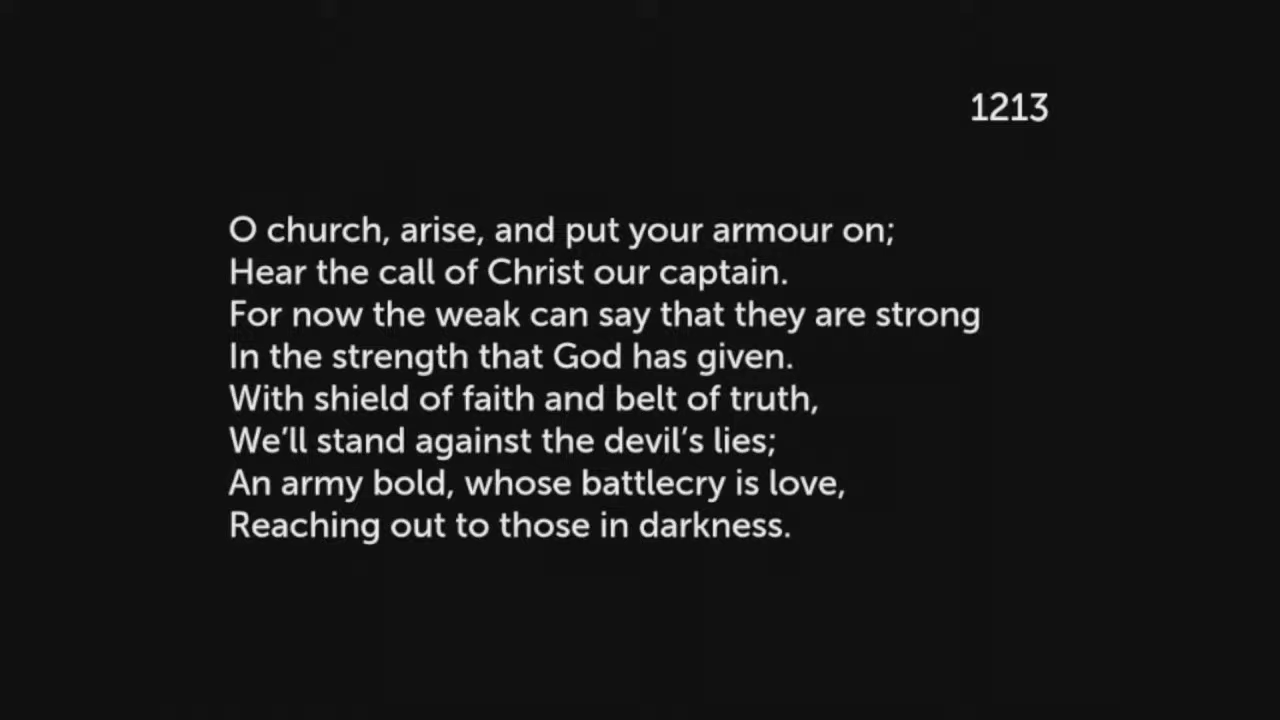 1213
O church, arise, and put your armour on;
Hear the call of Christ our captain.
For now the weak can say that they are strong
In the strength that God has given.
With shield of faith and belt of truth,
We’ll stand against the devil’s lies;
An army bold, whose battlecry is love,
Reaching out to those in darkness.